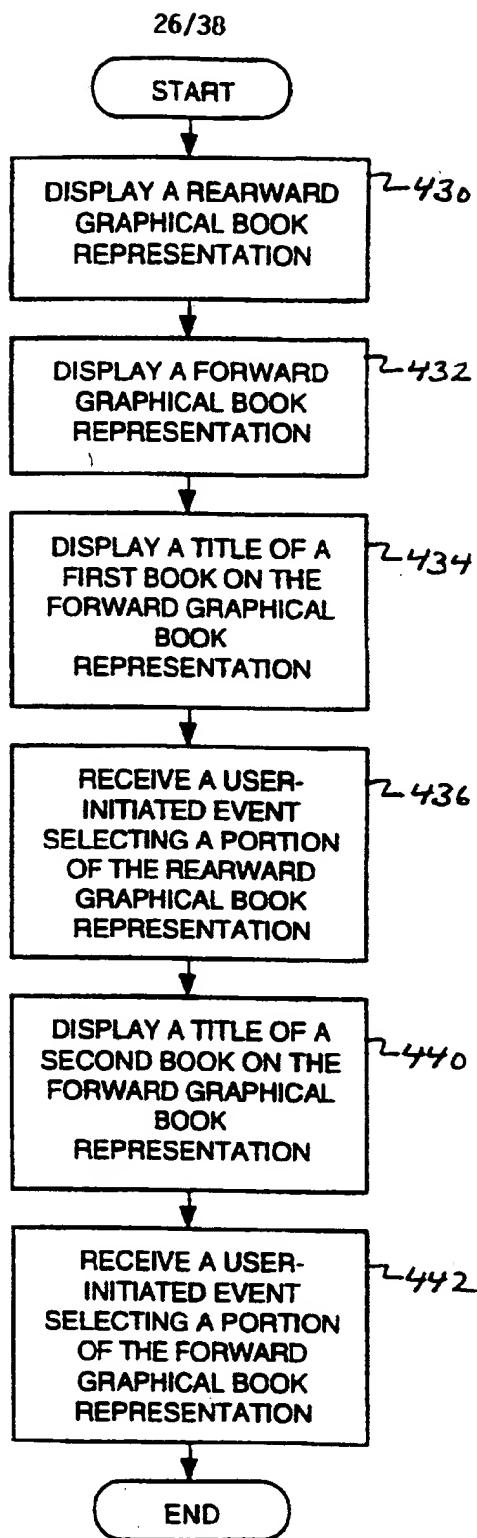 26/38
START
DISPLAY A REARWARD
GRAPHICAL BOOK
REPRESENTATION
430
DISPLAY A FORWARD
GRAPHICAL BOOK
REPRESENTATION
432
DISPLAY A TITLE OF A
FIRST BOOK ON THE
FORWARD GRAPHICAL
BOOK
REPRESENTATION
434
RECEIVE A USER-
INITIATED EVENT
SELECTING A PORTION
OF THE REARWARD
GRAPHICAL BOOK
REPRESENTATION
436
DISPLAY A TITLE OF A
SECOND BOOK ON THE
FORWARD GRAPHICAL
BOOK
REPRESENTATION
440
RECEIVE A USER-
INITIATED EVENT
SELECTING A PORTION
OF THE FORWARD
GRAPHICAL BOOK
REPRESENTATION
442
END